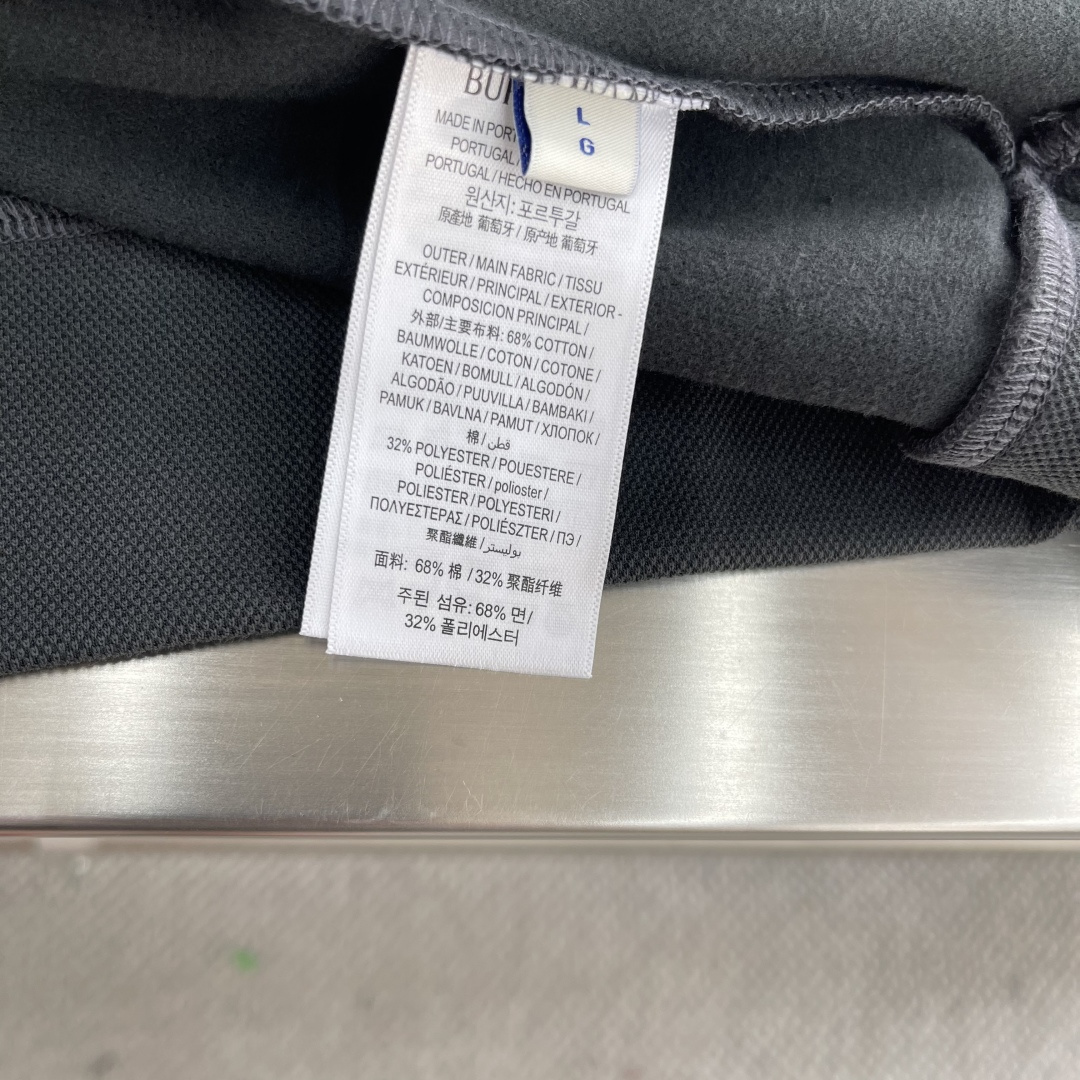 BU
L
G
MADE IN POR
PORTUGAL/
PORTUGAL / HECHO EN PORTUGAL
원산지: 포르투갈
原產地 葡萄牙 / 原产地 葡萄牙
OUTER / MAIN FABRIC / TISSU
EXTÉRIEUR / PRINCIPAL / EXTERIOR -
COMPOSICION PRINCIPAL /
外部/主要布料: 68% COTTON /
BAUMWOLLE / COTON / COTONE /
KATOEN / BOMULL / ALGODÓN /
ALGODÃO / PUUVILLA / BAMBAKI /
PAMUK / BAVLNA / PAMUT / ХЛОПОК /
棉 / قطن
32% POLYESTER / POUESTERE /
POLIÉSTER / polioster /
POLIESTER / POLYESTERI /
ΠΟΛΥΕΣΤΕΡΑΣ / POLIÉSZTER / ПЭ /
聚酯纖維 / بوليستر
面料: 68% 棉 / 32% 聚酯纤维
주된 섬유: 68% 면/
32% 폴리에스터